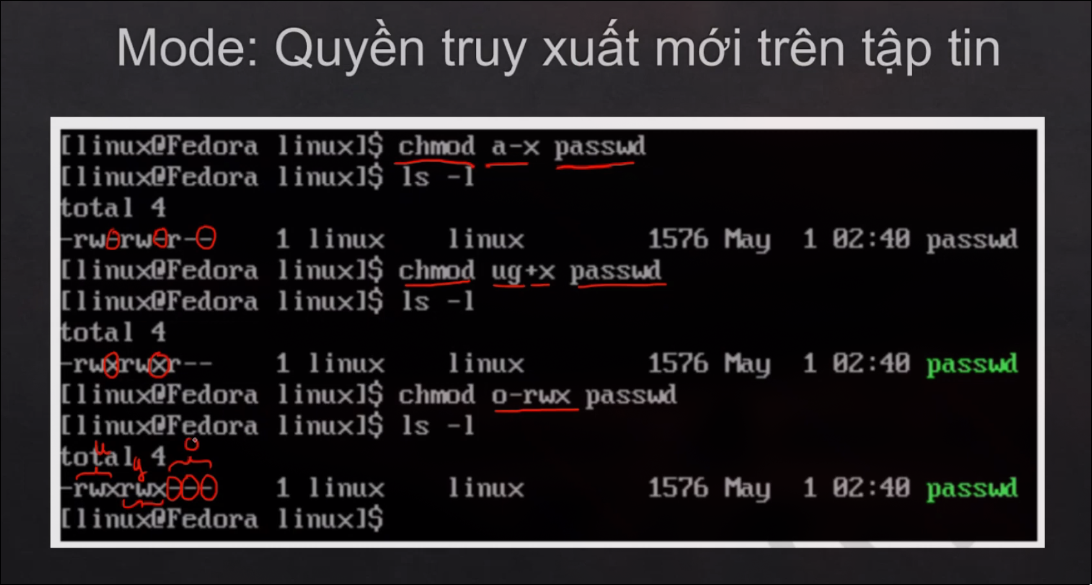 Mode: Quyền truy xuất mới trên tập tin
[linux@Fedora linux]$ chmod a-x passwd
[linux@Fedora linux]$ ls -l
total 4
-rw-rw-r--    1 linux    linux        1576 May  1 02:40 passwd
[linux@Fedora linux]$ chmod ug+x passwd
[linux@Fedora linux]$ ls -l
total 4
-rwxrwxr--    1 linux    linux        1576 May  1 02:40 passwd
[linux@Fedora linux]$ chmod o-rwx passwd
[linux@Fedora linux]$ ls -l
total 4
u g o
-rwxrwx---    1 linux    linux        1576 May  1 02:40 passwd
[linux@Fedora linux]$